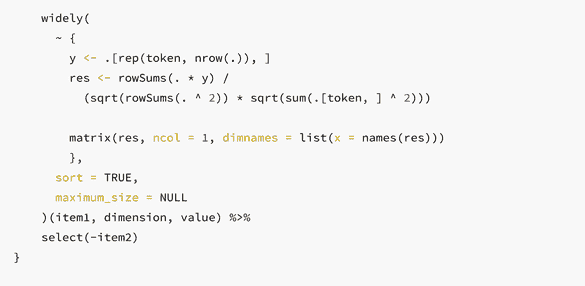 widely(
~ {
y <- .[rep(token, nrow(.)), ]
res <- rowSums(. * y) /
(sqrt(rowSums(. ^ 2)) * sqrt(sum(.[token, ] ^ 2)))
matrix(res, ncol = 1, dimnames = list(x = names(res)))
},
sort = TRUE,
maximum_size = NULL
)(item1, dimension, value) %>%
select(-item2)
}